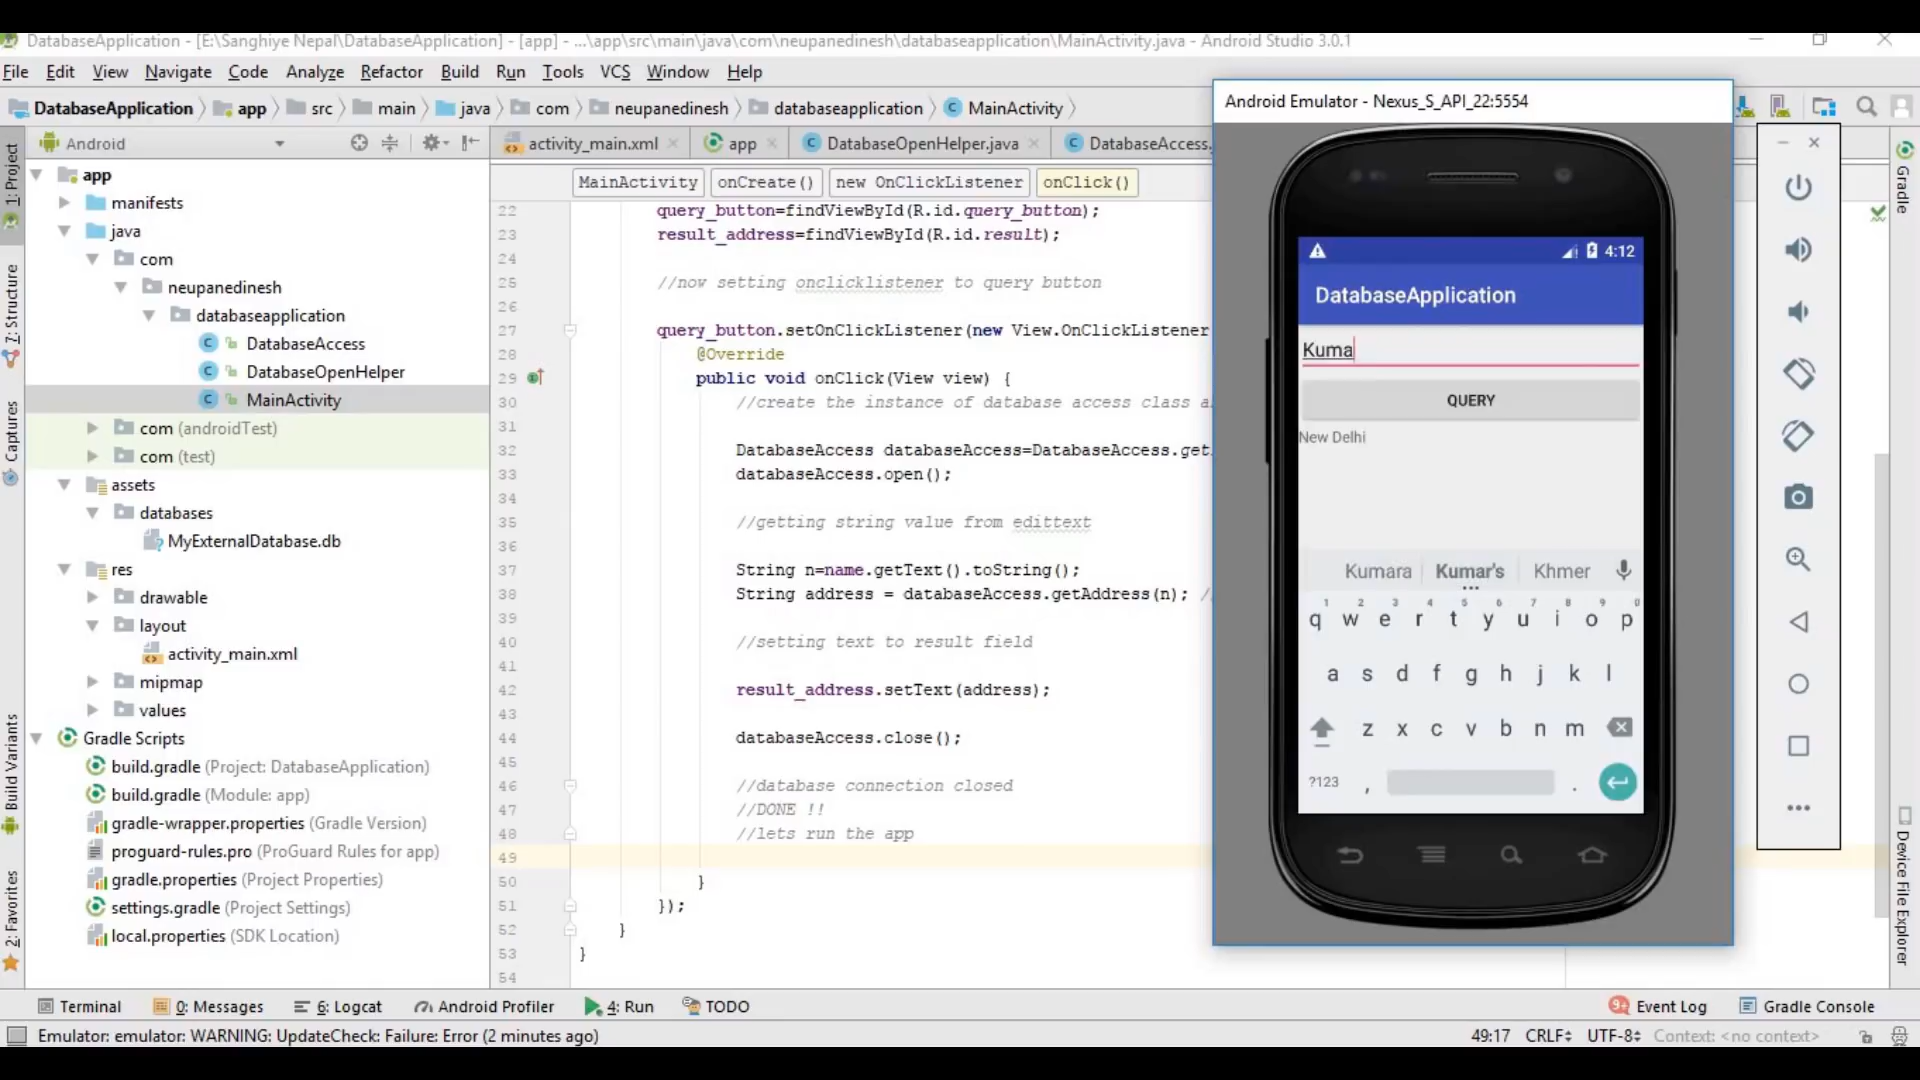 DatabaseApplication - [E:\Sanghiye Nepal\DatabaseApplication] - [app] - ...\app\src\main\java\com\neupanedinesh\databaseapplication\MainActivity.java - Android Studio 3.0.1
File Edit View Navigate Code Analyze Refactor Build Run Tools VCS Window Help
DatabaseApplication app src main java com neupanedinesh databaseapplication MainActivity
Android
activity_main.xml app DatabaseOpenHelper.java DatabaseAccess.
MainActivity onCreate() new OnClickListener onClick()
1: Project
7: Structure
Captures
Build Variants
2: Favorites
app
manifests
java
com
neupanedinesh
databaseapplication
DatabaseAccess
DatabaseOpenHelper
MainActivity
com (androidTest)
com (test)
assets
databases
MyExternalDatabase.db
res
drawable
layout
activity_main.xml
mipmap
values
Gradle Scripts
build.gradle (Project: DatabaseApplication)
build.gradle (Module: app)
gradle-wrapper.properties (Gradle Version)
proguard-rules.pro (ProGuard Rules for app)
gradle.properties (Project Properties)
settings.gradle (Project Settings)
local.properties (SDK Location)
22 query_button=findViewById(R.id.query_button);
23 result_address=findViewById(R.id.result);
24
25 //now setting onclicklistener to query button
26
27 query_button.setOnClickListener(new View.OnClickListener
28 @Override
29 public void onClick(View view) {
30 //create the instance of database access class a
31
32 DatabaseAccess databaseAccess=DatabaseAccess.get
33 databaseAccess.open();
34
35 //getting string value from edittext
36
37 String n=name.getText().toString();
38 String address = databaseAccess.getAddress(n); /
39
40 //setting text to result field
41
42 result_address.setText(address);
43
44 databaseAccess.close();
45
46 //database connection closed
47 //DONE !!
48 //lets run the app
49
50 }
51 });
52 }
53 }
54
Android Emulator - Nexus_S_API_22:5554
4:12
DatabaseApplication
Kuma
QUERY
New Delhi
Kumara Kumar's Khmer
1 2 3 4 5 6 7 8 9 0
q w e r t y u i o p
a s d f g h j k l
z x c v b n m
?123 , .
Gradle
Device File Explorer
Terminal 0: Messages 6: Logcat Android Profiler 4: Run TODO 9+ Event Log Gradle Console
Emulator: emulator: WARNING: UpdateCheck: Failure: Error (2 minutes ago) 49:17 CRLF UTF-8 Context: <no context>